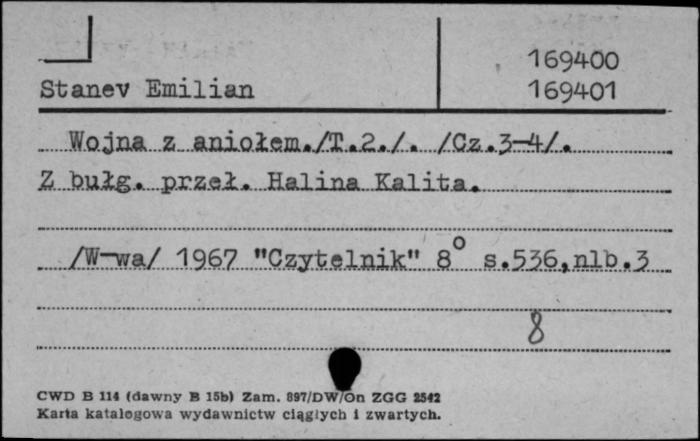 169400
Stanev Emilian 169401
Wojna z aniołem./T.2./. /Cz.3-4/.
Z bułg. przeł. Halina Kalita.
/W-wa/ 1967 "Czytelnik" 8° s.536,nlb.3
8
CWD B 114 (dawny B 15b) Zam. 897/DW/On ZGG 2542
Karta katalogowa wydawnictw ciągłych i zwartych.